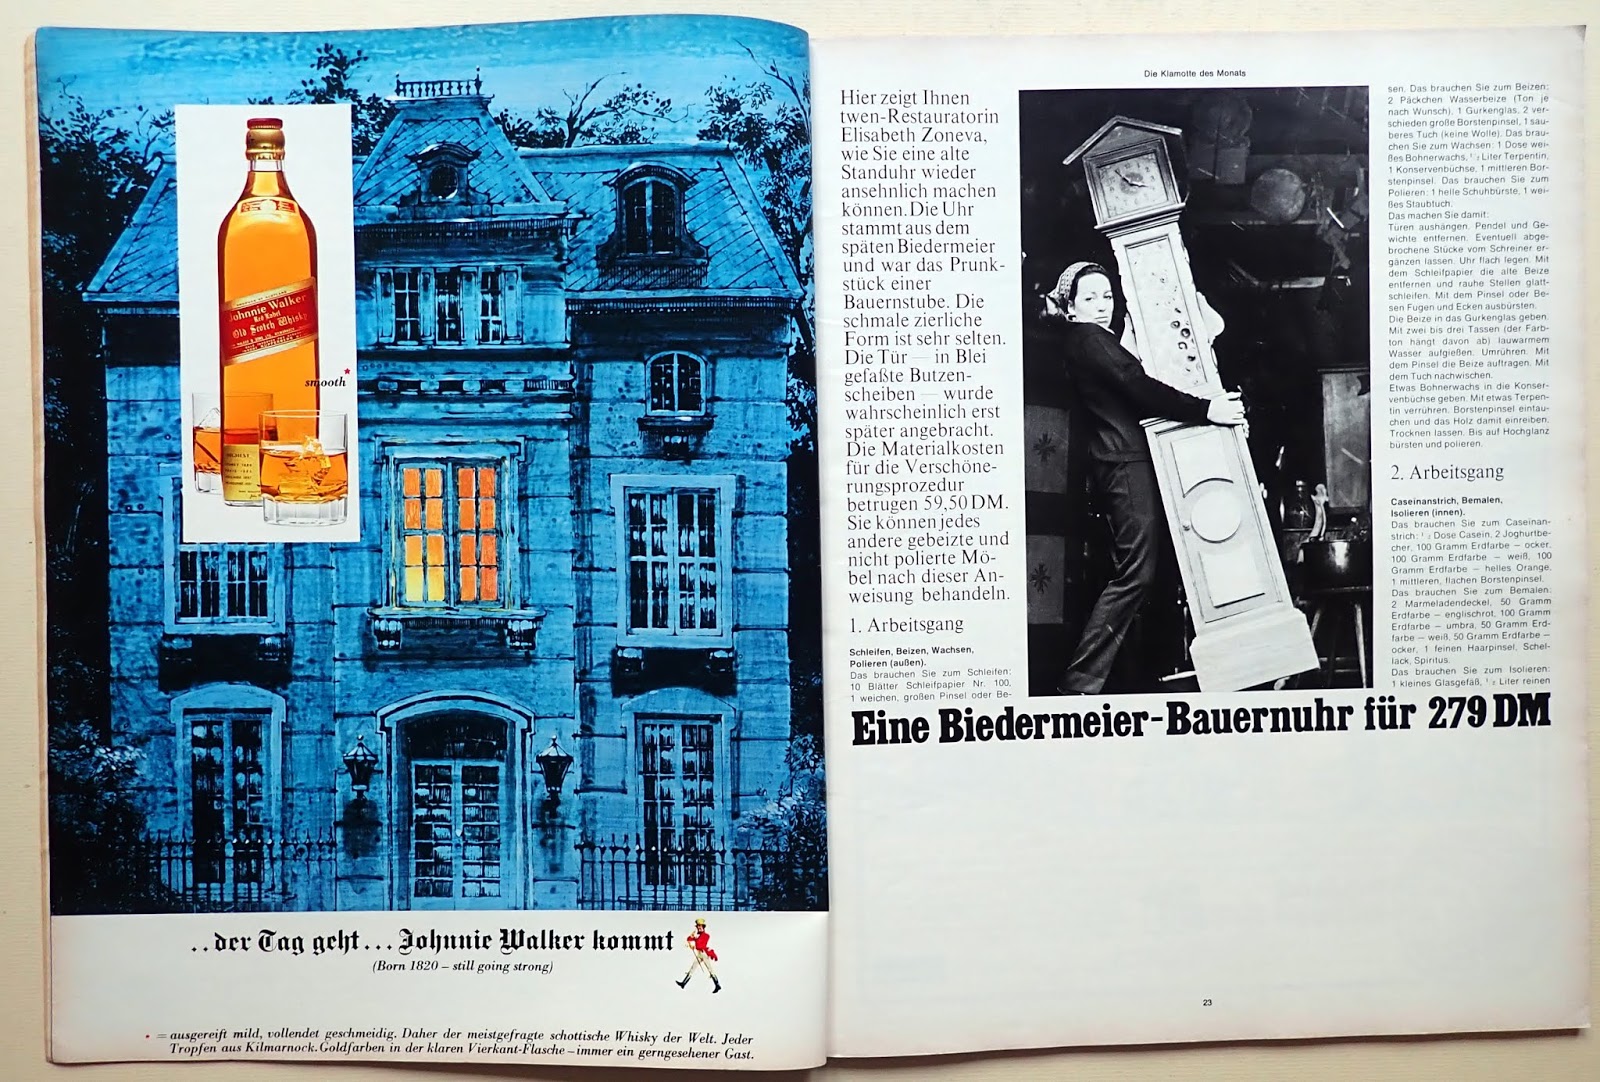 Johnnie Walker
Red Label
Old Scotch Whisky
smooth*
..der Tag geht... Johnnie Walker kommt
(Born 1820 – still going strong)
* = ausgereift mild, vollendet geschmeidig. Daher der meistgefragte schottische Whisky der Welt. Jeder
Tropfen aus Kilmarnock. Goldfarben in der klaren Vierkant-Flasche – immer ein gerngesehener Gast.
Die Klamotte des Monats
Hier zeigt Ihnen
twen-Restauratorin
Elisabeth Zoneva,
wie Sie eine alte
Standuhr wieder
ansehnlich machen
können. Die Uhr
stammt aus dem
späten Biedermeier
und war das Prunk-
stück einer
Bauernstube. Die
schmale zierliche
Form ist sehr selten.
Die Tür — in Blei
gefaßte Butzen-
scheiben — wurde
wahrscheinlich erst
später angebracht.
Die Materialkosten
für die Verschöne-
rungsprozedur
betrugen 59,50 DM.
Sie können jedes
andere gebeizte und
nicht polierte Mö-
bel nach dieser An-
weisung behandeln.
1. Arbeitsgang
Schleifen, Beizen, Wachsen,
Polieren (außen).
Das brauchen Sie zum Schleifen:
10 Blätter Schleifpapier Nr. 100,
1 weichen, großen Pinsel oder Be-
sen. Das brauchen Sie zum Beizen:
2 Päckchen Wasserbeize (Ton je
nach Wunsch), 1 Gurkenglas, 2 ver-
schieden große Borstenpinsel, 1 sau-
beres Tuch (keine Wolle). Das brau-
chen Sie zum Wachsen: 1 Dose wei-
ßes Bohnerwachs, 1/2 Liter Terpentin,
1 Konservenbüchse, 1 mittleren Bor-
stenpinsel. Das brauchen Sie zum
Polieren: 1 helle Schuhbürste, 1 wei-
ßes Staubtuch.
Das machen Sie damit:
Türen aushängen. Pendel und Ge-
wichte entfernen. Eventuell abge-
brochene Stücke vom Schreiner er-
gänzen lassen. Uhr flach legen. Mit
dem Schleifpapier die alte Beize
entfernen und rauhe Stellen glatt-
schleifen. Mit dem Pinsel oder Be-
sen Fugen und Ecken ausbürsten.
Die Beize in das Gurkenglas geben.
Mit zwei bis drei Tassen (der Farb-
ton hängt davon ab) lauwarmem
Wasser aufgießen. Umrühren. Mit
dem Pinsel die Beize auftragen. Mit
dem Tuch nachwischen.
Etwas Bohnerwachs in die Konser-
venbüchse geben. Mit etwas Terpen-
tin verrühren. Borstenpinsel eintau-
chen und das Holz damit einreiben.
Trocknen lassen. Bis auf Hochglanz
bürsten und polieren.
2. Arbeitsgang
Caseinanstrich, Bemalen,
Isolieren (innen).
Das brauchen Sie zum Caseinan-
strich: 1/2 Dose Casein, 2 Joghurtbe-
cher, 100 Gramm Erdfarbe – ocker,
100 Gramm Erdfarbe – weiß, 100
Gramm Erdfarbe – helles Orange,
1 mittleren, flachen Borstenpinsel.
Das brauchen Sie zum Bemalen:
2 Marmeladendeckel, 50 Gramm
Erdfarbe – englischrot, 100 Gramm
Erdfarbe – umbra, 50 Gramm Erd-
farbe – weiß, 50 Gramm Erdfarbe –
ocker, 1 feinen Haarpinsel, Schel-
lack, Spiritus.
Das brauchen Sie zum Isolieren:
1 kleines Glasgefäß, 1/2 Liter reinen
Eine Biedermeier-Bauernuhr für 279 DM
23